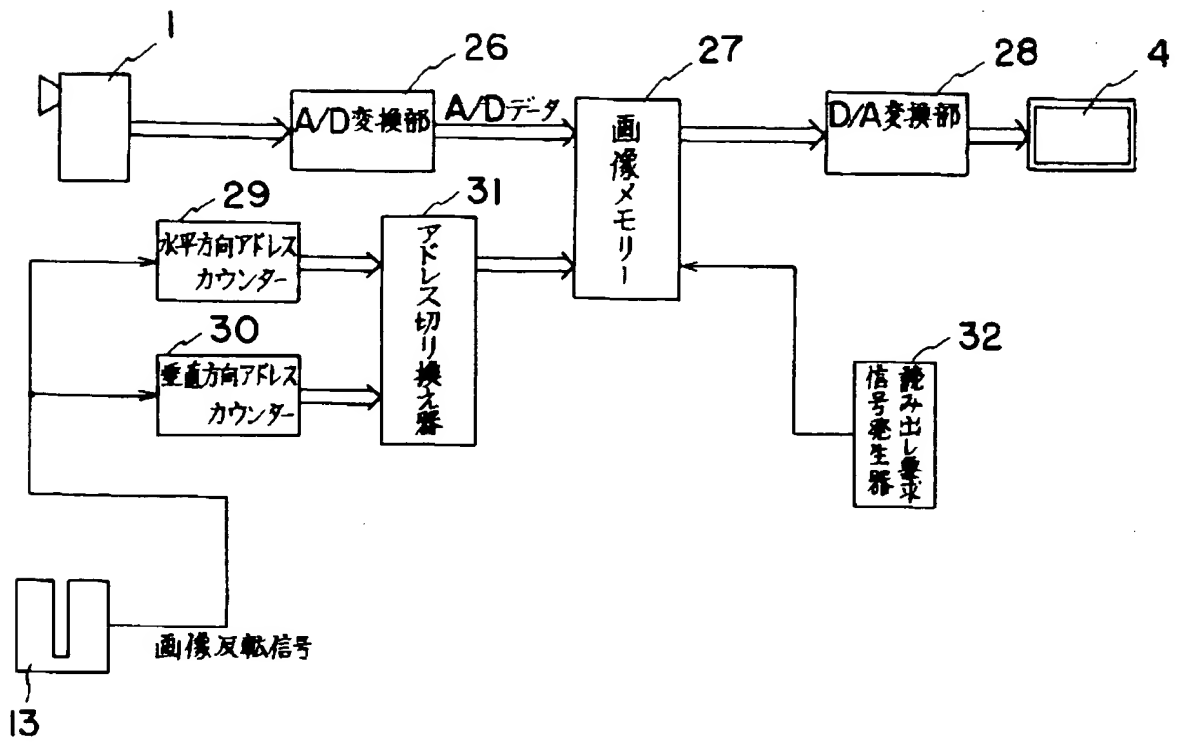 1
26
27
28
4
A/D変換部
A/Dデータ
画像メモリー
D/A変換部
29
31
水平方向アドレス
カウンター
アドレス切り換え器
30
垂直方向アドレス
カウンター
32
読み出し要求
信号発生器
画像反転信号
13